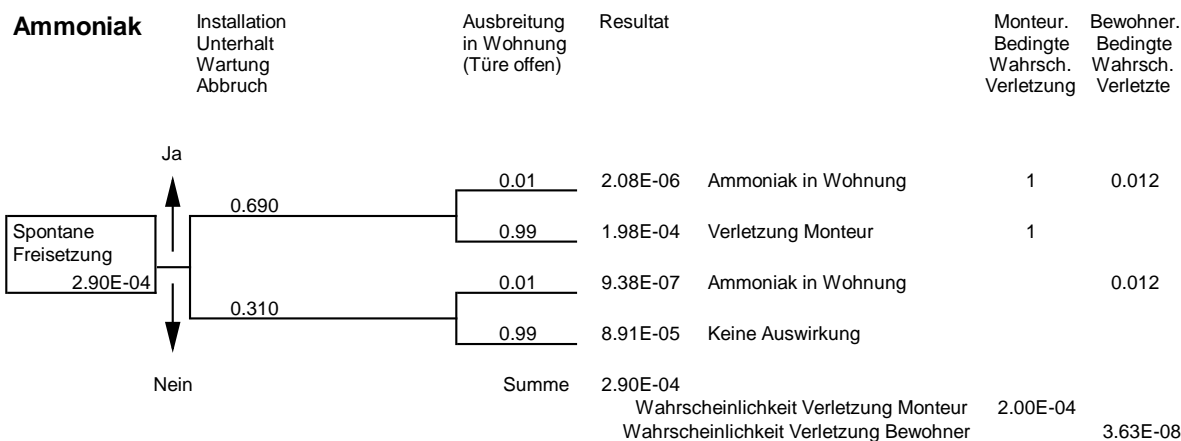 Ammoniak
Installation
Unterhalt
Wartung
Abbruch
Ausbreitung
in Wohnung
(Türe offen)
Resultat
Monteur.
Bedingte
Wahrsch.
Verletzung
Bewohner.
Bedingte
Wahrsch.
Verletzte
Ja
0.01 2.08E-06 Ammoniak in Wohnung 1 0.012
0.690
Spontane
Freisetzung
2.90E-04
0.99 1.98E-04 Verletzung Monteur 1
0.01 9.38E-07 Ammoniak in Wohnung 0.012
0.310
0.99 8.91E-05 Keine Auswirkung
Nein Summe 2.90E-04
Wahrscheinlichkeit Verletzung Monteur 2.00E-04
Wahrscheinlichkeit Verletzung Bewohner 3.63E-08